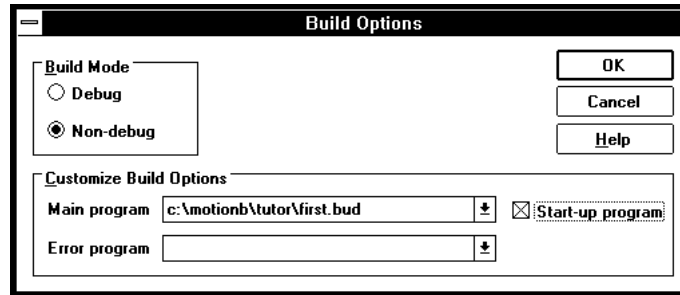 Build Options
Build Mode
Debug
Non-debug
OK
Cancel
Help
Customize Build Options
Main program c:\motionb\tutor\first.bud Start-up program
Error program